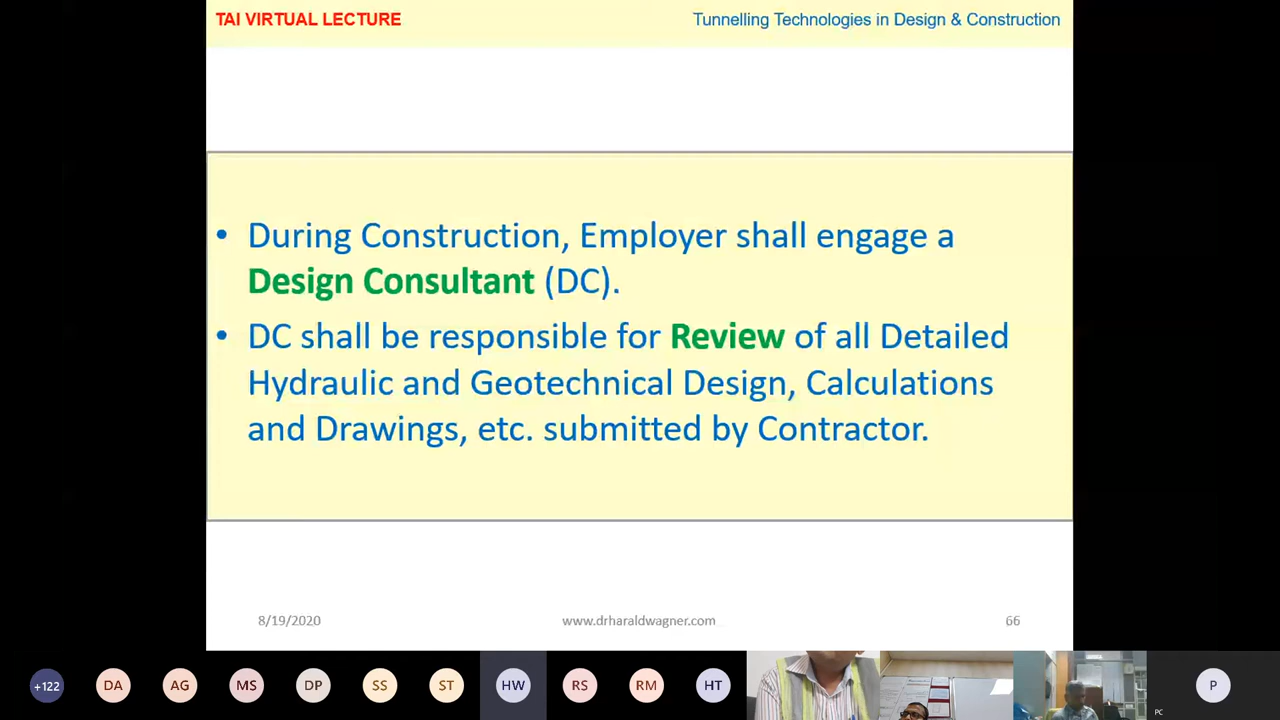 TAI VIRTUAL LECTURE
Tunnelling Technologies in Design & Construction
• During Construction, Employer shall engage a
Design Consultant (DC).
• DC shall be responsible for Review of all Detailed
Hydraulic and Geotechnical Design, Calculations
and Drawings, etc. submitted by Contractor.
8/19/2020
www.drharaldwagner.com
66
+122
DA
AG
MS
DP
SS
ST
HW
RS
RM
HT
P
PC